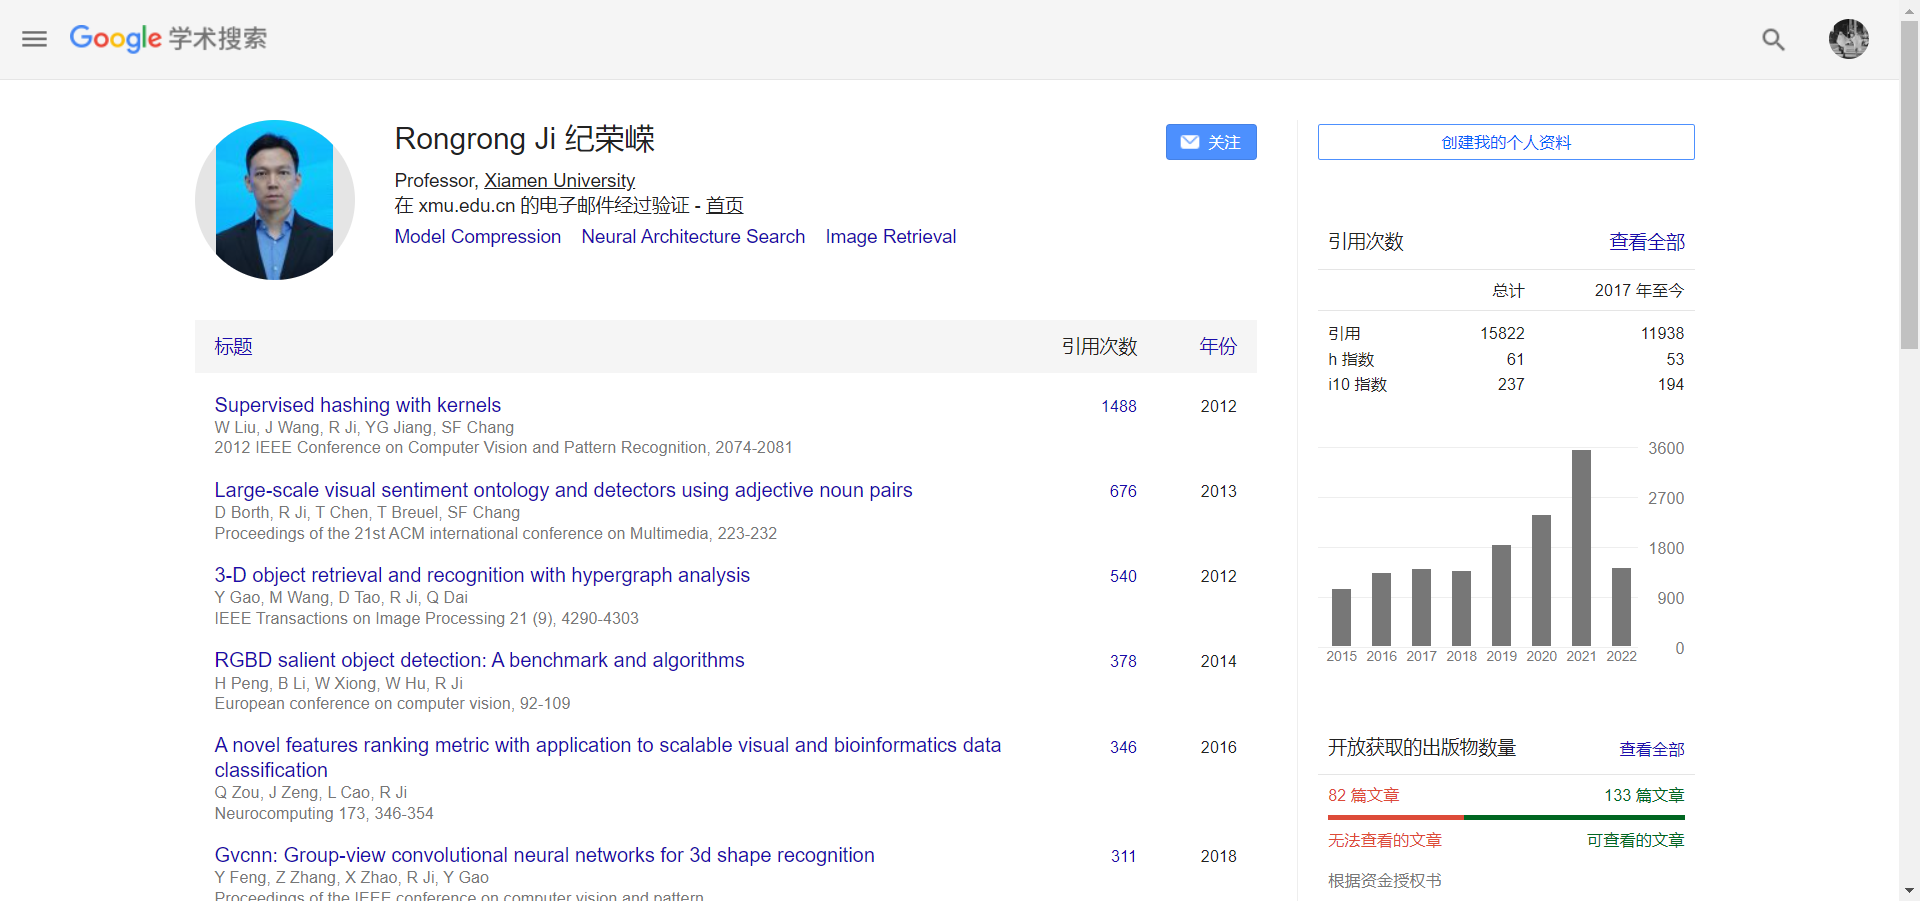 Google 学术搜索
Rongrong Ji 纪荣嵘
关注
Professor, Xiamen University
在 xmu.edu.cn 的电子邮件经过验证 - 首页
Model Compression Neural Architecture Search Image Retrieval
标题 引用次数 年份
Supervised hashing with kernels 1488 2012
W Liu, J Wang, R Ji, YG Jiang, SF Chang
2012 IEEE Conference on Computer Vision and Pattern Recognition, 2074-2081
Large-scale visual sentiment ontology and detectors using adjective noun pairs 676 2013
D Borth, R Ji, T Chen, T Breuel, SF Chang
Proceedings of the 21st ACM international conference on Multimedia, 223-232
3-D object retrieval and recognition with hypergraph analysis 540 2012
Y Gao, M Wang, D Tao, R Ji, Q Dai
IEEE Transactions on Image Processing 21 (9), 4290-4303
RGBD salient object detection: A benchmark and algorithms 378 2014
H Peng, B Li, W Xiong, W Hu, R Ji
European conference on computer vision, 92-109
A novel features ranking metric with application to scalable visual and bioinformatics data 346 2016
classification
Q Zou, J Zeng, L Cao, R Ji
Neurocomputing 173, 346-354
Gvcnn: Group-view convolutional neural networks for 3d shape recognition 311 2018
Y Feng, Z Zhang, X Zhao, R Ji, Y Gao
Proceedings of the IEEE conference on computer vision and pattern
创建我的个人资料
引用次数 查看全部
总计 2017 年至今
引用 15822 11938
h 指数 61 53
i10 指数 237 194
3600
2700
1800
900
0
2015 2016 2017 2018 2019 2020 2021 2022
开放获取的出版物数量 查看全部
82 篇文章 133 篇文章
无法查看的文章 可查看的文章
根据资金授权书